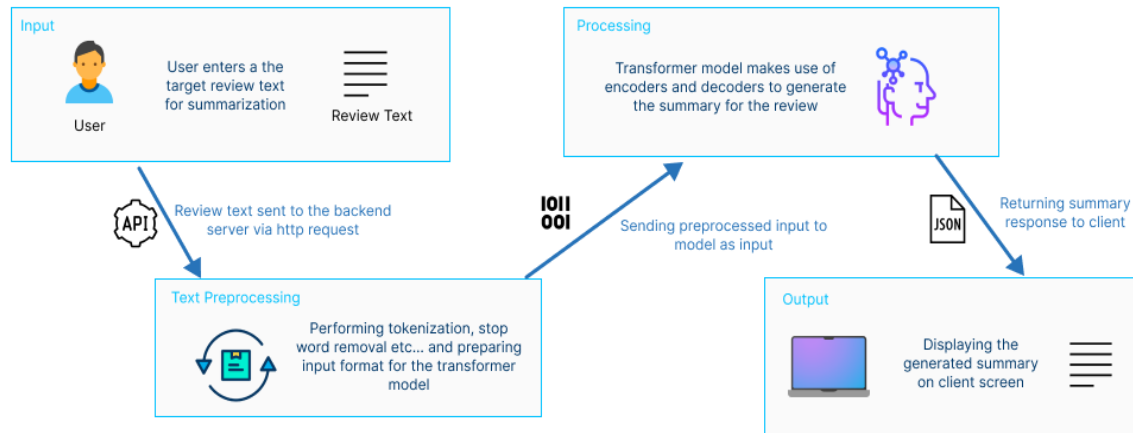 Input
User enters a the
target review text
for summarization
User
Review Text
Processing
Transformer model makes use of
encoders and decoders to generate
the summary for the review
API
Review text sent to the backend
server via http request
1011
001
Sending preprocessed input to
model as input
JSON
Returning summary
response to client
Text Preprocessing
Performing tokenization, stop
word removal etc... and preparing
input format for the transformer
model
Output
Displaying the
generated summary
on client screen